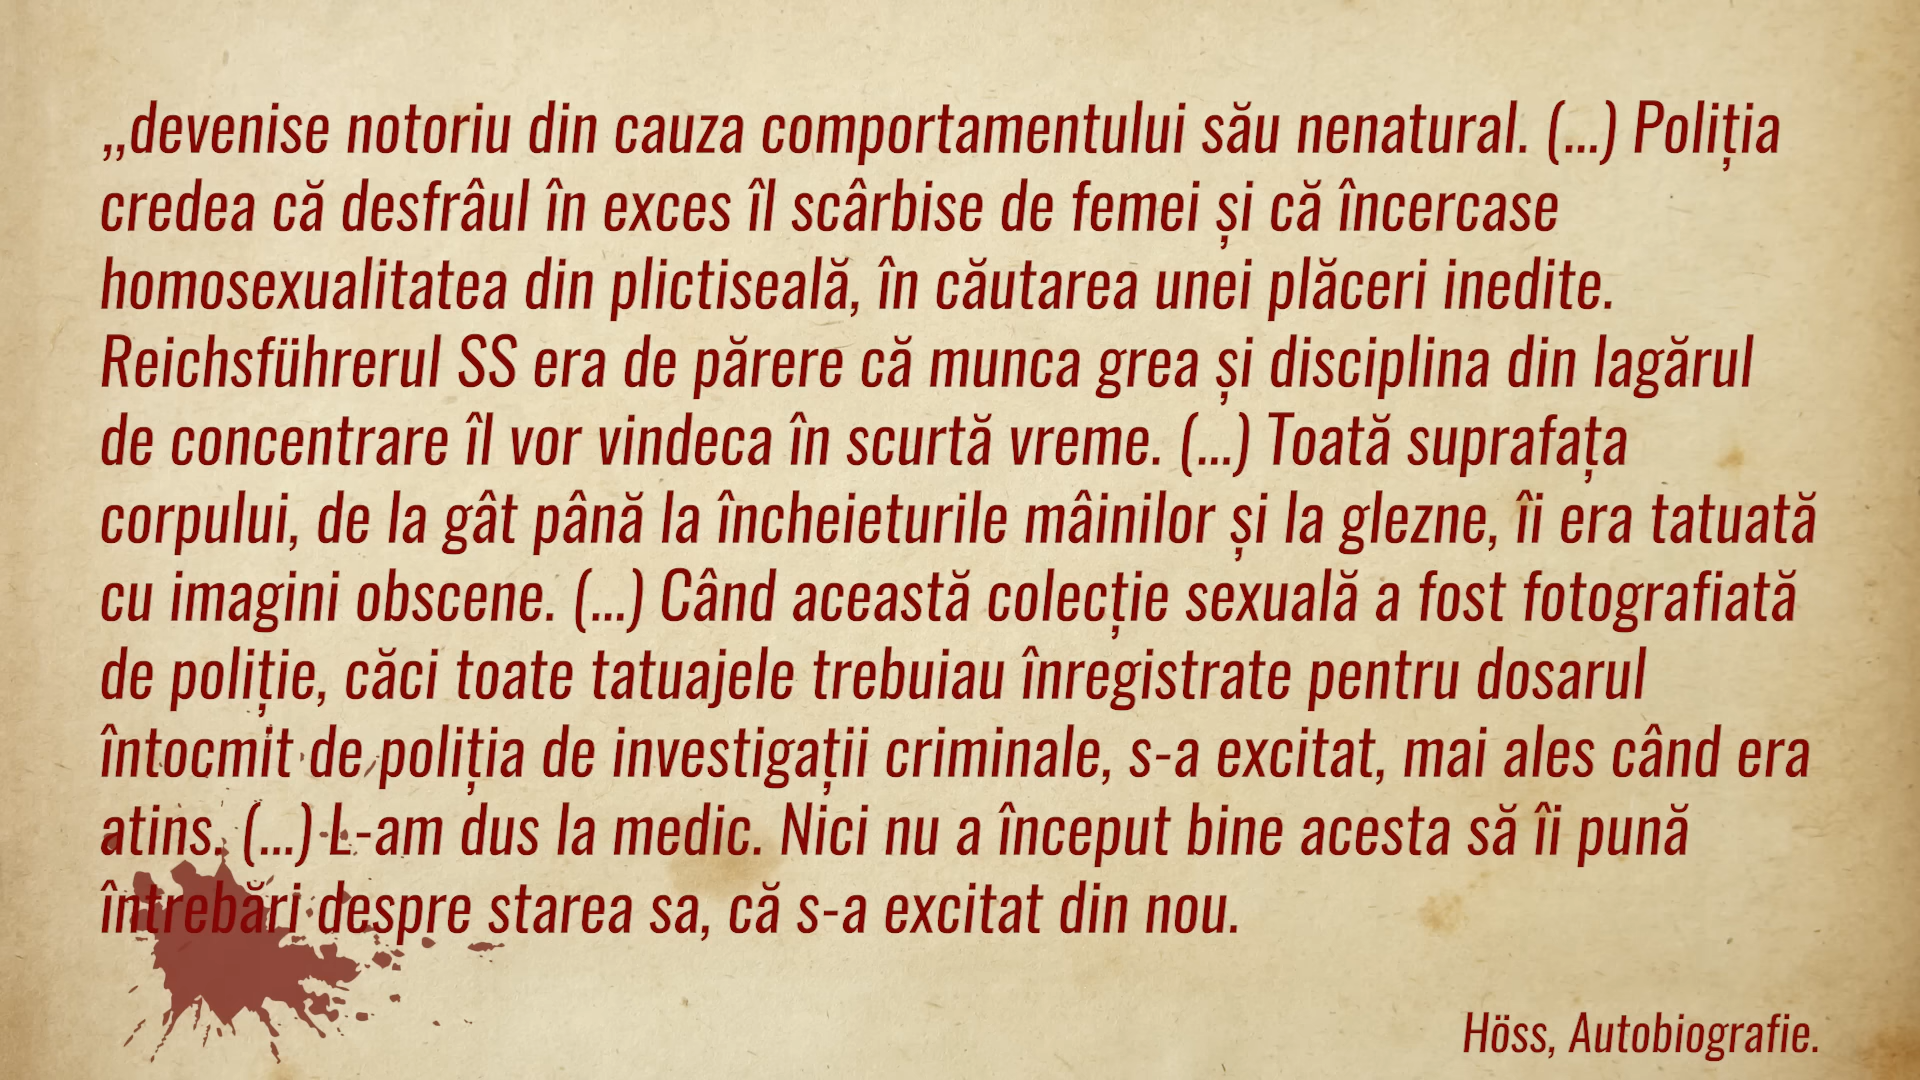 „devenise notoriu din cauza comportamentului său nenatural. (...) Poliția
credea că desfrâul în exces îl scârbise de femei și că încercase
homosexualitatea din plictiseală, în căutarea unei plăceri inedite.
Reichsführerul SS era de părere că munca grea și disciplina din lagărul
de concentrare îl vor vindeca în scurtă vreme. (...) Toată suprafața
corpului, de la gât până la încheieturile mâinilor și la glezne, îi era tatuată
cu imagini obscene. (...) Când această colecție sexuală a fost fotografiată
de poliție, căci toate tatuajele trebuiau înregistrate pentru dosarul
întocmit de poliția de investigații criminale, s-a excitat, mai ales când era
atins. (...) L-am dus la medic. Nici nu a început bine acesta să îi pună
întrebări despre starea sa, că s-a excitat din nou.
Höss, Autobiografie.